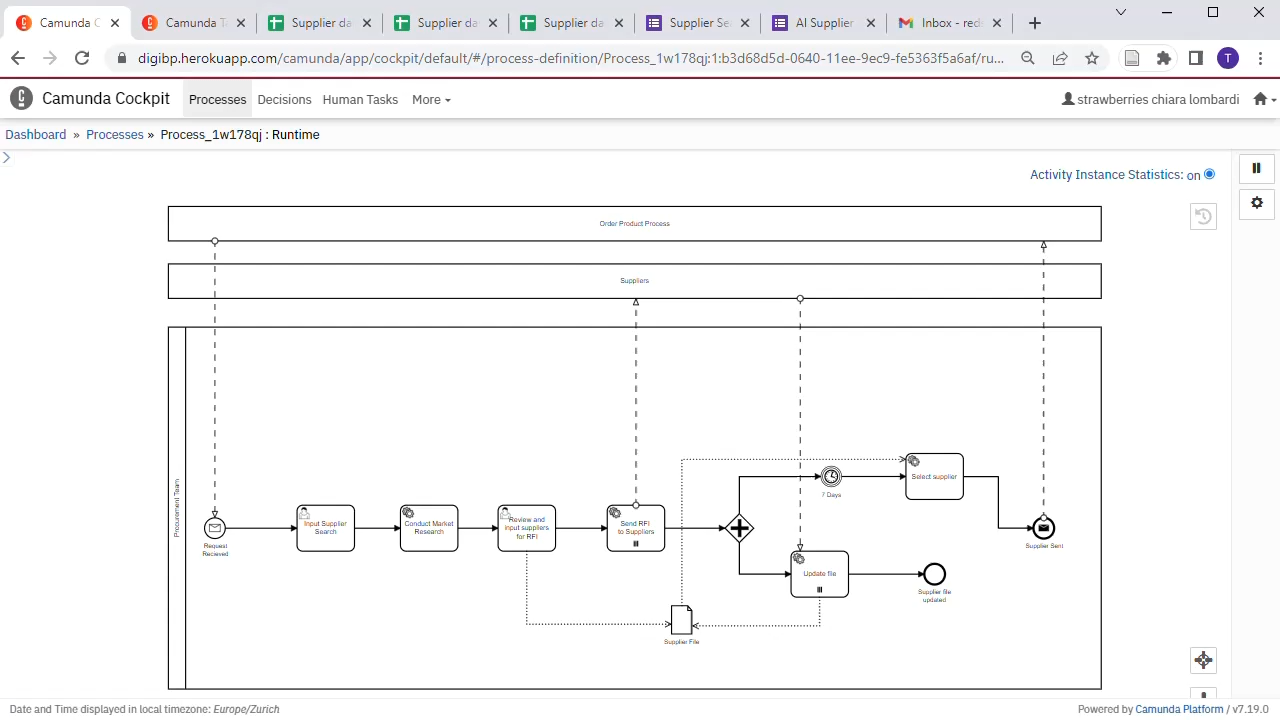 Camunda C
Camunda T
Supplier da
Supplier da
Supplier da
Supplier Se
AI Supplier
Inbox - red
digibp.herokuapp.com/camunda/app/cockpit/default/#/process-definition/Process_1w178qj:1:b3d68d5d-0640-11ee-9ec9-fe5363f5a6af/ru...
T
Camunda Cockpit
Processes
Decisions
Human Tasks
More
strawberries chiara lombardi
Dashboard » Processes » Process_1w178qj : Runtime
Activity Instance Statistics: on
Order Product Process
Suppliers
Procurement Team
Request
Recieved
Input Supplier
Search
Conduct Market
Research
Review and
input suppliers
for RFI
Send RFI
to Suppliers
7 Days
Select supplier
Update file
Supplier Sent
Supplier file
updated
Supplier File
Date and Time displayed in local timezone: Europe/Zurich
Powered by Camunda Platform / v7.19.0